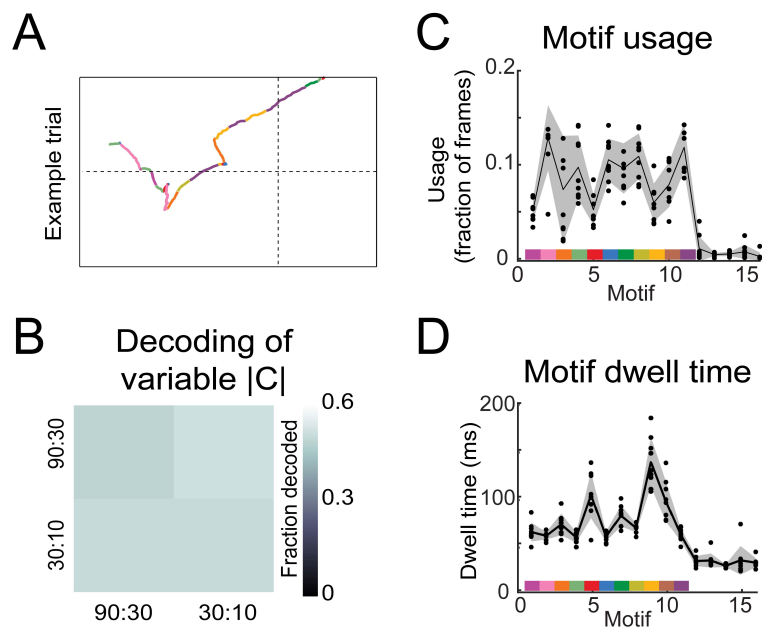 A
Example trial
B
Decoding of
variable |C|
90:30
30:10
90:30
30:10
Fraction decoded
0.6
0.3
0
C
Motif usage
Usage
(fraction of frames)
0.2
0.1
0
0
5
10
15
Motif
D
Motif dwell time
Dwell time (ms)
200
100
0
0
5
10
15
Motif